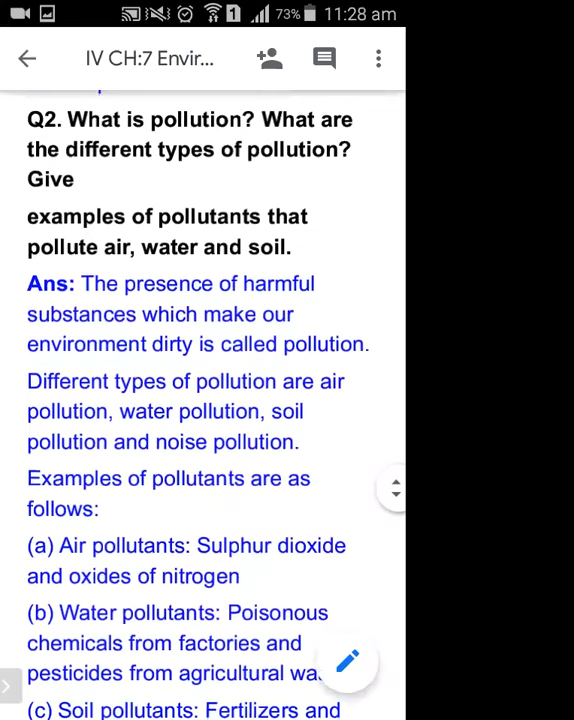 73% 11:28 am
IV CH:7 Envir...
Q2. What is pollution? What are
the different types of pollution?
Give
examples of pollutants that
pollute air, water and soil.
Ans: The presence of harmful
substances which make our
environment dirty is called pollution.
Different types of pollution are air
pollution, water pollution, soil
pollution and noise pollution.
Examples of pollutants are as
follows:
(a) Air pollutants: Sulphur dioxide
and oxides of nitrogen
(b) Water pollutants: Poisonous
chemicals from factories and
pesticides from agricultural
(c) Soil pollutants: Fertilizers and